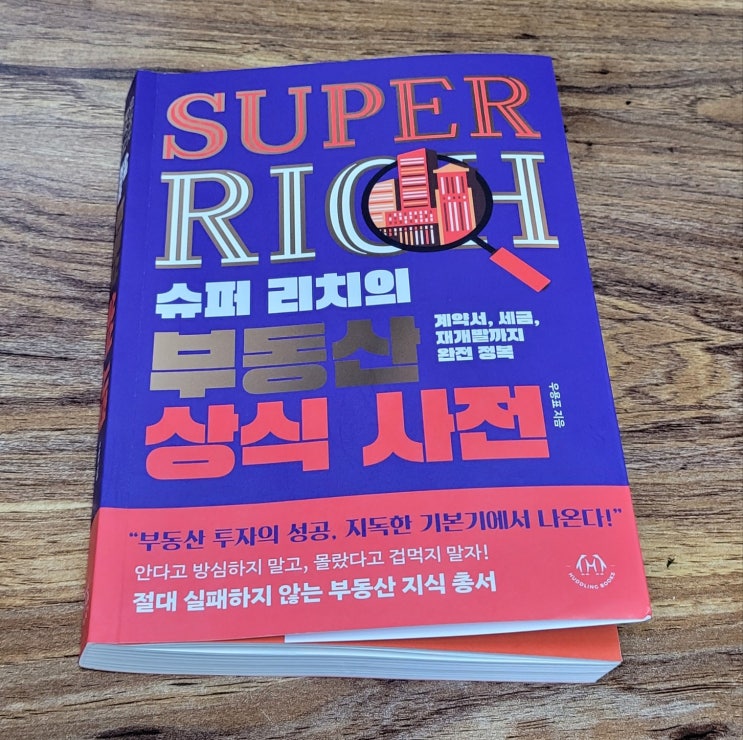 SUPER
RICH
슈퍼 리치의
부동산
계약서, 세금,
재개발까지
완전 정복
상식 사전
우용표 지음
“부동산 투자의 성공, 지독한 기본기에서 나온다!”
안다고 방심하지 말고, 몰랐다고 겁먹지 말자!
절대 실패하지 않는 부동산 지식 총서
HUDDLING BOOKS